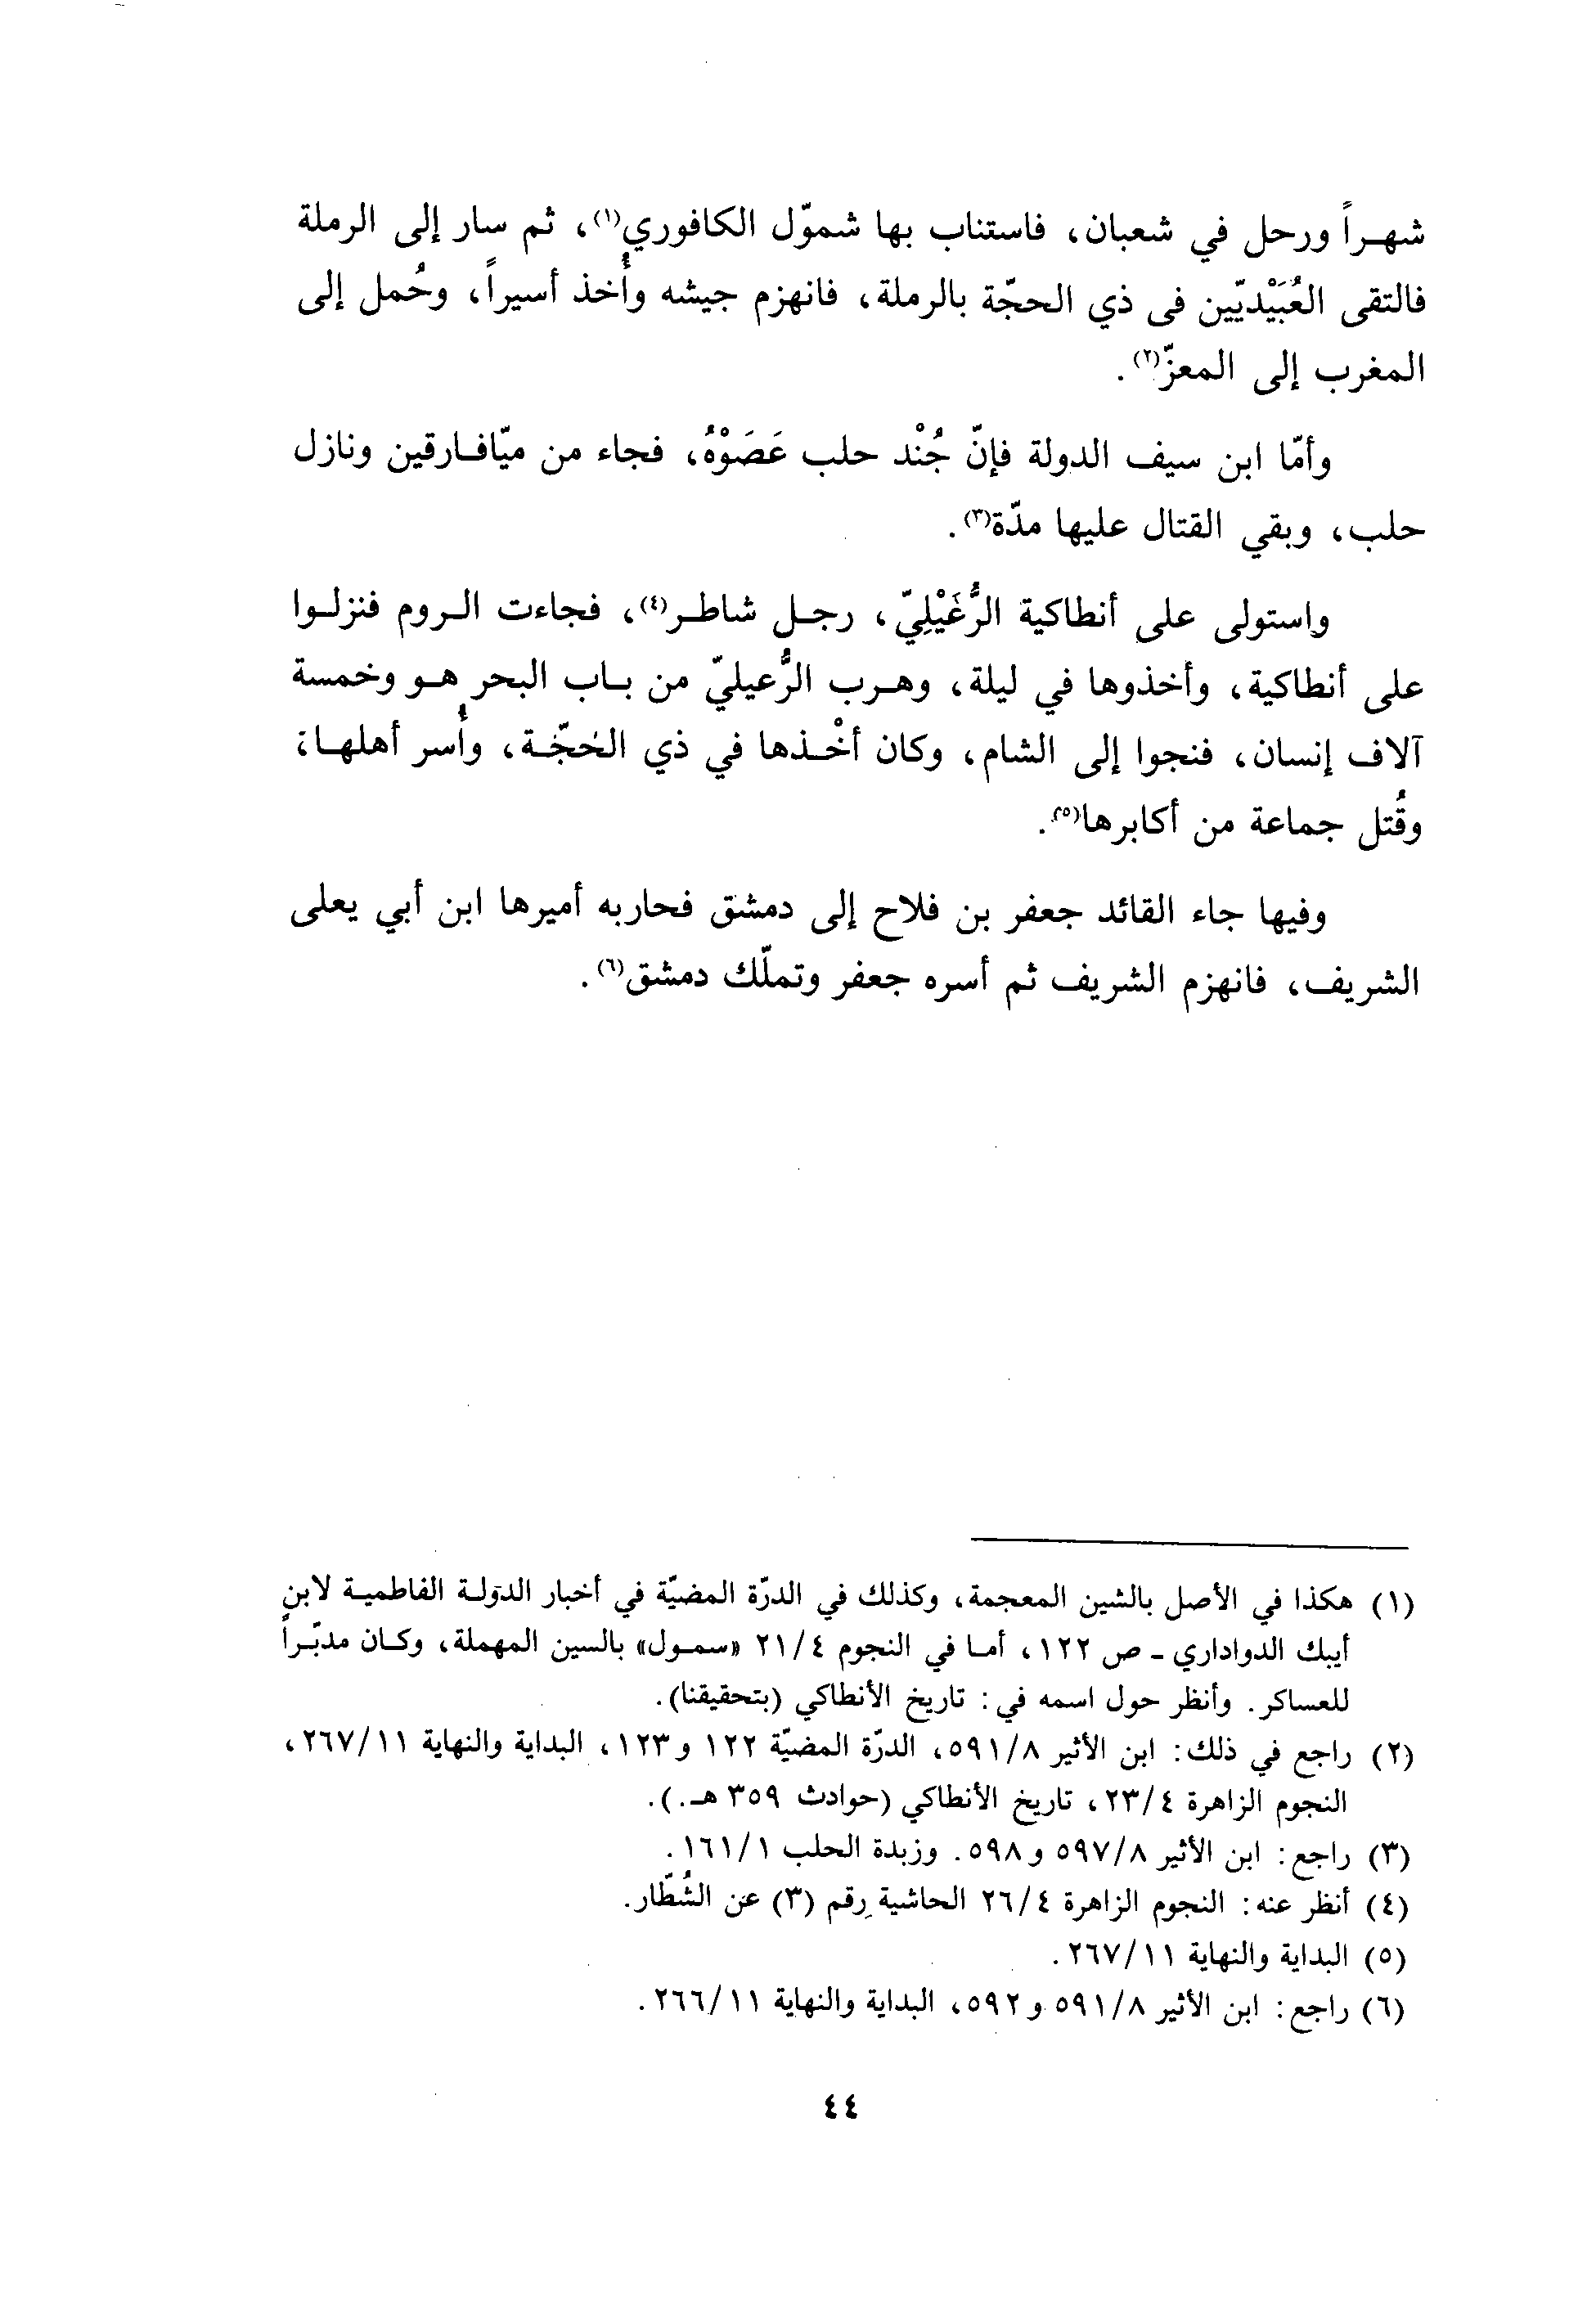 شهراً ورحل في شعبان، فاستناب بها شموّل الكافوري(١)، ثم سار إلى الرملة
فالتقى العُبَيْديّين فى ذي الحجّة بالرملة، فانهزم جيشه وأُخذ أسيراً، وحُمل إلى
المغرب إلى المعزّ(٢).
وأمّا ابن سيف الدولة فإنّ جُنْد حلب عَصَوْهُ، فجاء من ميّافارقين ونازل
حلب، وبقي القتال عليها مدّة(٣).
واستولى على أنطاكية الرُّغَيْلِيّ، رجل شاطر(٤)، فجاءت الروم فنزلوا
على أنطاكية، وأخذوها في ليلة، وهرب الرُّعيليّ من باب البحر هو وخمسة
آلاف إنسان، فنجوا إلى الشام، وكان أخْذها في ذي الحَجّة، وأُسر أهلها،
وقُتل جماعة من أكابرها(٥).
وفيها جاء القائد جعفر بن فلاح إلى دمشق فحاربه أميرها ابن أبي يعلى
الشريف، فانهزم الشريف ثم أسره جعفر وتملّك دمشق(٦).
(١) هكذا في الأصل بالشين المعجمة، وكذلك في الدرّة المضيّة في أخبار الدولة الفاطمية لابن
أيبك الدواداري - ص ١٢٢، أما في النجوم ٢١/٤ «سمول» بالسين المهملة، وكان مدبّراً
للعساكر. وأنظر حول اسمه في: تاريخ الأنطاكي (بتحقيقنا).
(٢) راجع في ذلك: ابن الأثير ٥٩١/٨، الدرّة المضيّة ١٢٢ و١٢٣، البداية والنهاية ٢٦٧/١١،
النجوم الزاهرة ٢٣/٤، تاريخ الأنطاكي (حوادث ٣٥٩ هـ.).
(٣) راجع: ابن الأثير ٥٩٧/٨ و٥٩٨. وزبدة الحلب ١٦١/١.
(٤) أنظر عنه: النجوم الزاهرة ٢٦/٤ الحاشية رقم (٣) عن الشُطّار.
(٥) البداية والنهاية ٢٦٧/١١.
(٦) راجع: ابن الأثير ٥٩١/٨ و٥٩٢، البداية والنهاية ٢٦٦/١١.
٤٤